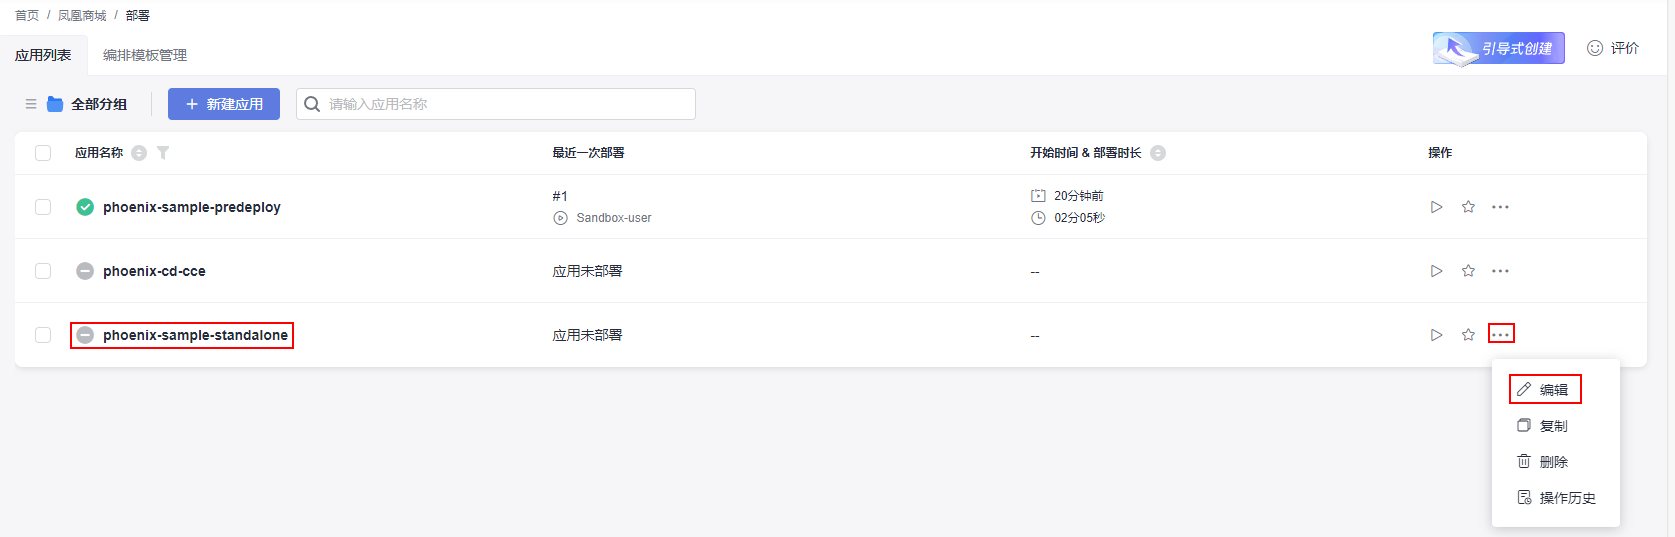 首页 / 凤凰商城 / 部署
应用列表 编排模板管理
引导式创建 评价
全部分组 + 新建应用 请输入应用名称
应用名称 最近一次部署 开始时间 & 部署时长 操作
phoenix-sample-predeploy
#1
Sandbox-user
20分钟前
02分05秒
phoenix-cd-cce 应用未部署 --
phoenix-sample-standalone 应用未部署 --
编辑
复制
删除
操作历史